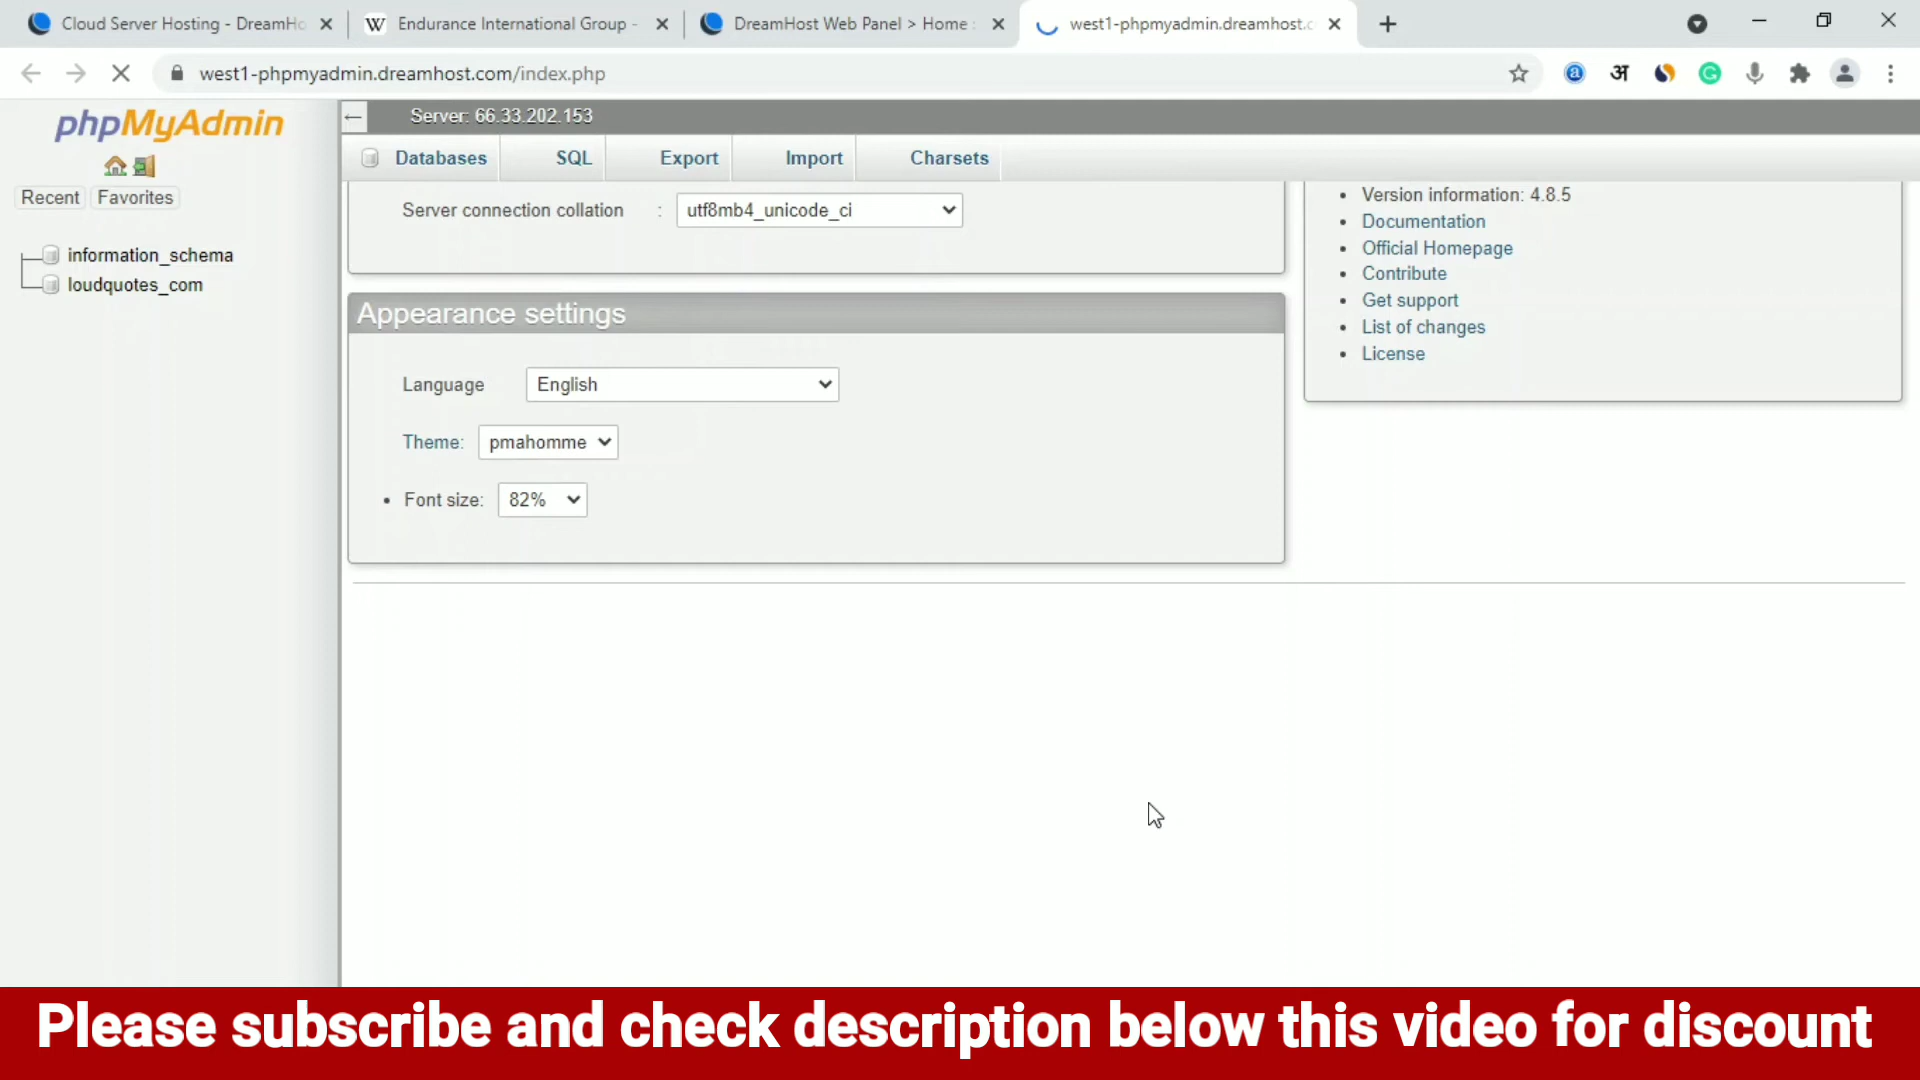 Cloud Server Hosting - DreamHo
Endurance International Group -
DreamHost Web Panel > Home :
west1-phpmyadmin.dreamhost.c
west1-phpmyadmin.dreamhost.com/index.php
phpMyAdmin
Recent
Favorites
information_schema
loudquotes_com
Server: 66.33.202.153
Databases
SQL
Export
Import
Charsets
Server connection collation : utf8mb4_unicode_ci
Appearance settings
Language English
Theme: pmahomme
• Font size: 82%
• Version information: 4.8.5
• Documentation
• Official Homepage
• Contribute
• Get support
• List of changes
• License
Please subscribe and check description below this video for discount